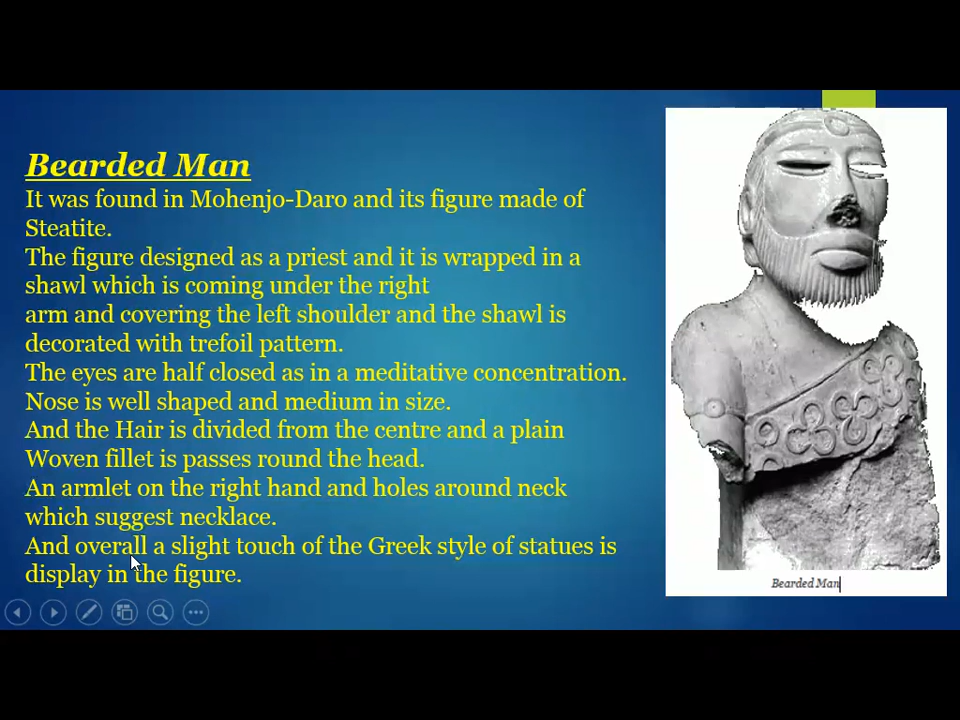 Bearded Man
It was found in Mohenjo-Daro and its figure made of
Steatite.
The figure designed as a priest and it is wrapped in a
shawl which is coming under the right
arm and covering the left shoulder and the shawl is
decorated with trefoil pattern.
The eyes are half closed as in a meditative concentration.
Nose is well shaped and medium in size.
And the Hair is divided from the centre and a plain
Woven fillet is passes round the head.
An armlet on the right hand and holes around neck
which suggest necklace.
And overall a slight touch of the Greek style of statues is
display in the figure.
Bearded Man